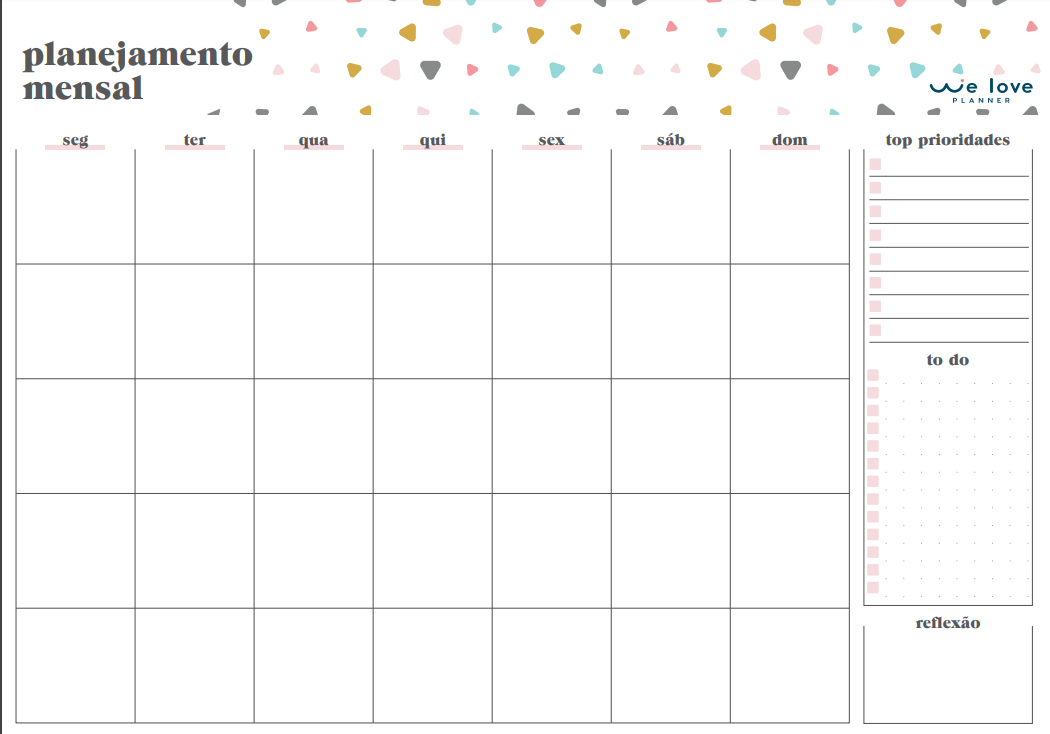 planejamento
mensal
We love
PLANNER
seg ter qua qui sex sáb dom
top prioridades
to do
reflexão